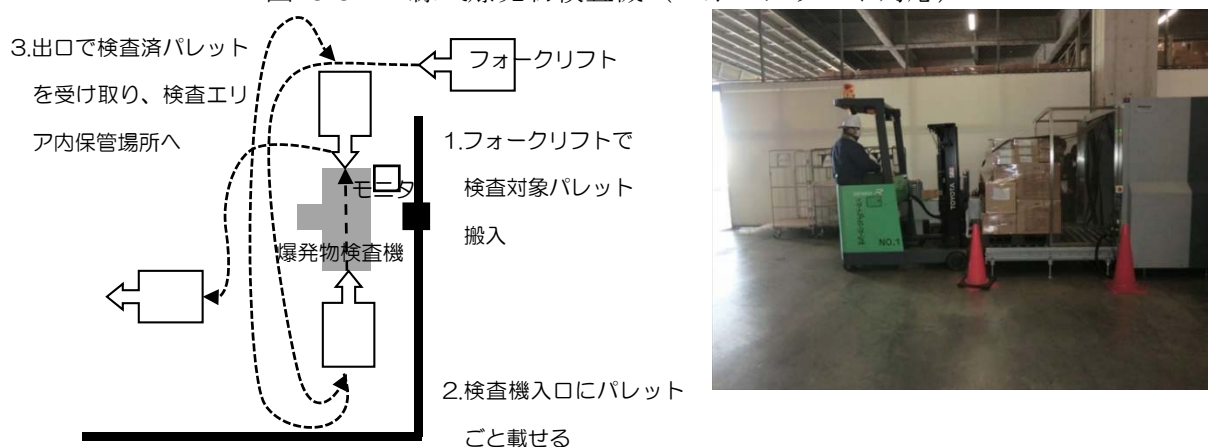 3.出口で検査済パレット
を受け取り、検査エリ
ア内保管場所へ
フォークリフト
1.フォークリフトで
検査対象パレット
搬入
モニタ
爆発物検査機
2.検査機入口にパレット
ごと載せる
TOYOTA
NO.1